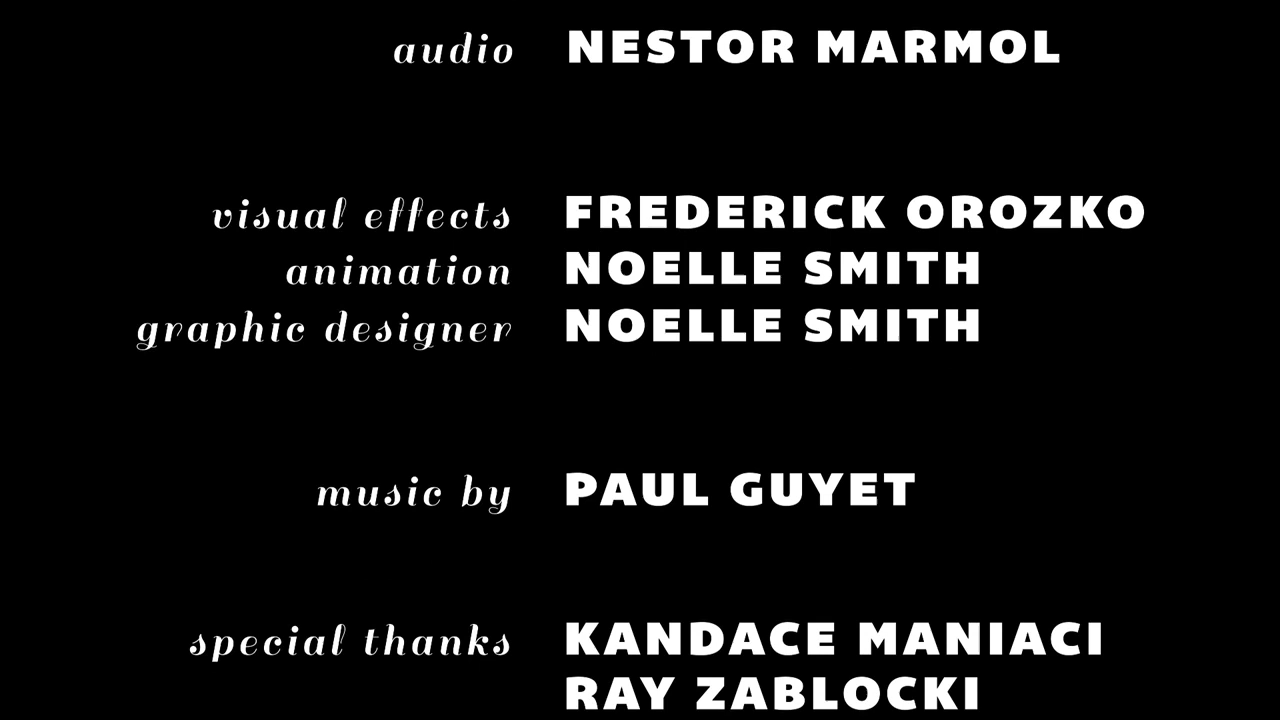 audio NESTOR MARMOL
visual effects FREDERICK OROZKO
animation NOELLE SMITH
graphic designer NOELLE SMITH
music by PAUL GUYET
special thanks KANDACE MANIACI
RAY ZABLOCKI